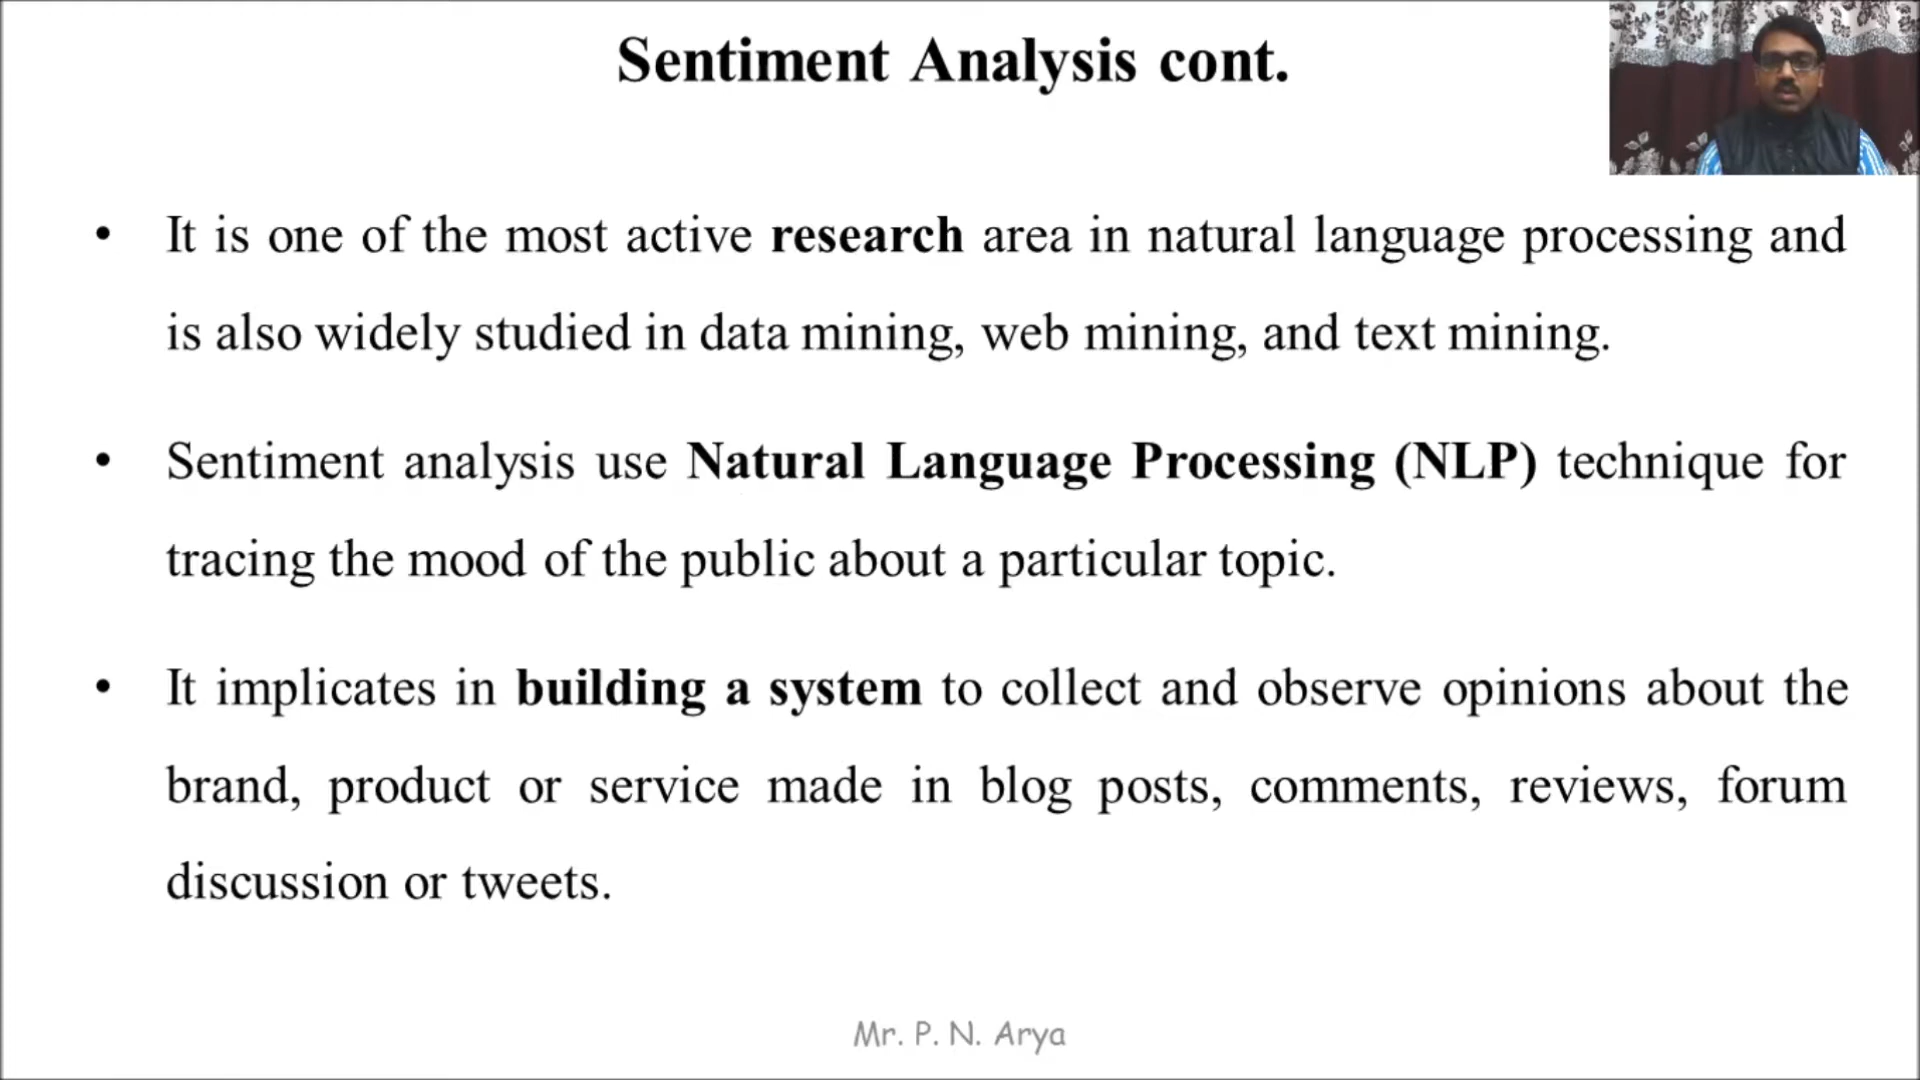 Sentiment Analysis cont.
• It is one of the most active research area in natural language processing and
is also widely studied in data mining, web mining, and text mining.
• Sentiment analysis use Natural Language Processing (NLP) technique for
tracing the mood of the public about a particular topic.
• It implicates in building a system to collect and observe opinions about the
brand, product or service made in blog posts, comments, reviews, forum
discussion or tweets.
Mr. P. N. Arya